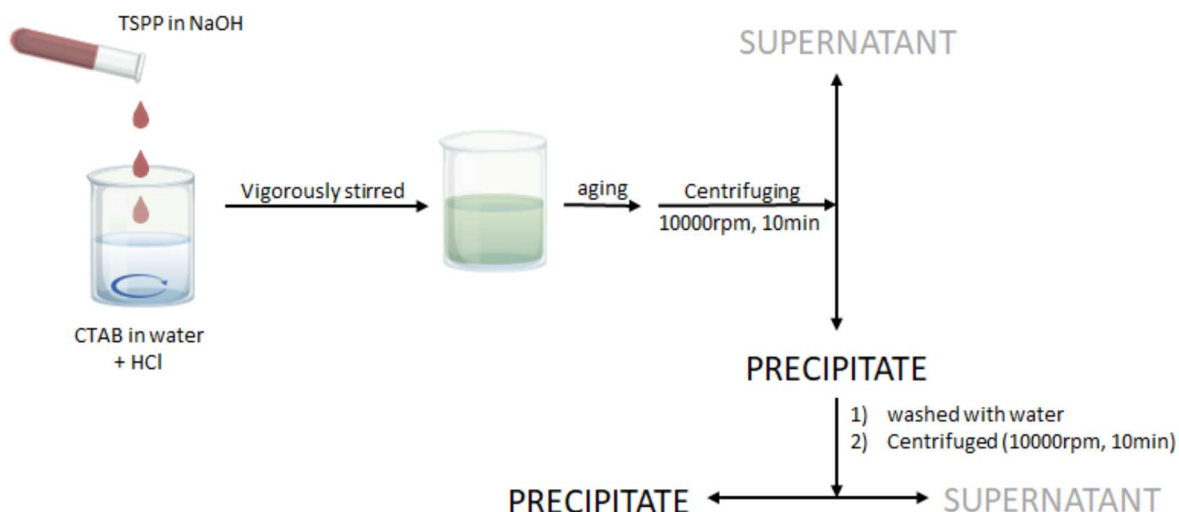 TSPP in NaOH
SUPERNATANT
Vigorously stirred
aging
Centrifuging
10000rpm, 10min
CTAB in water
+ HCl
PRECIPITATE
1) washed with water
2) Centrifuged (10000rpm, 10min)
PRECIPITATE
SUPERNATANT